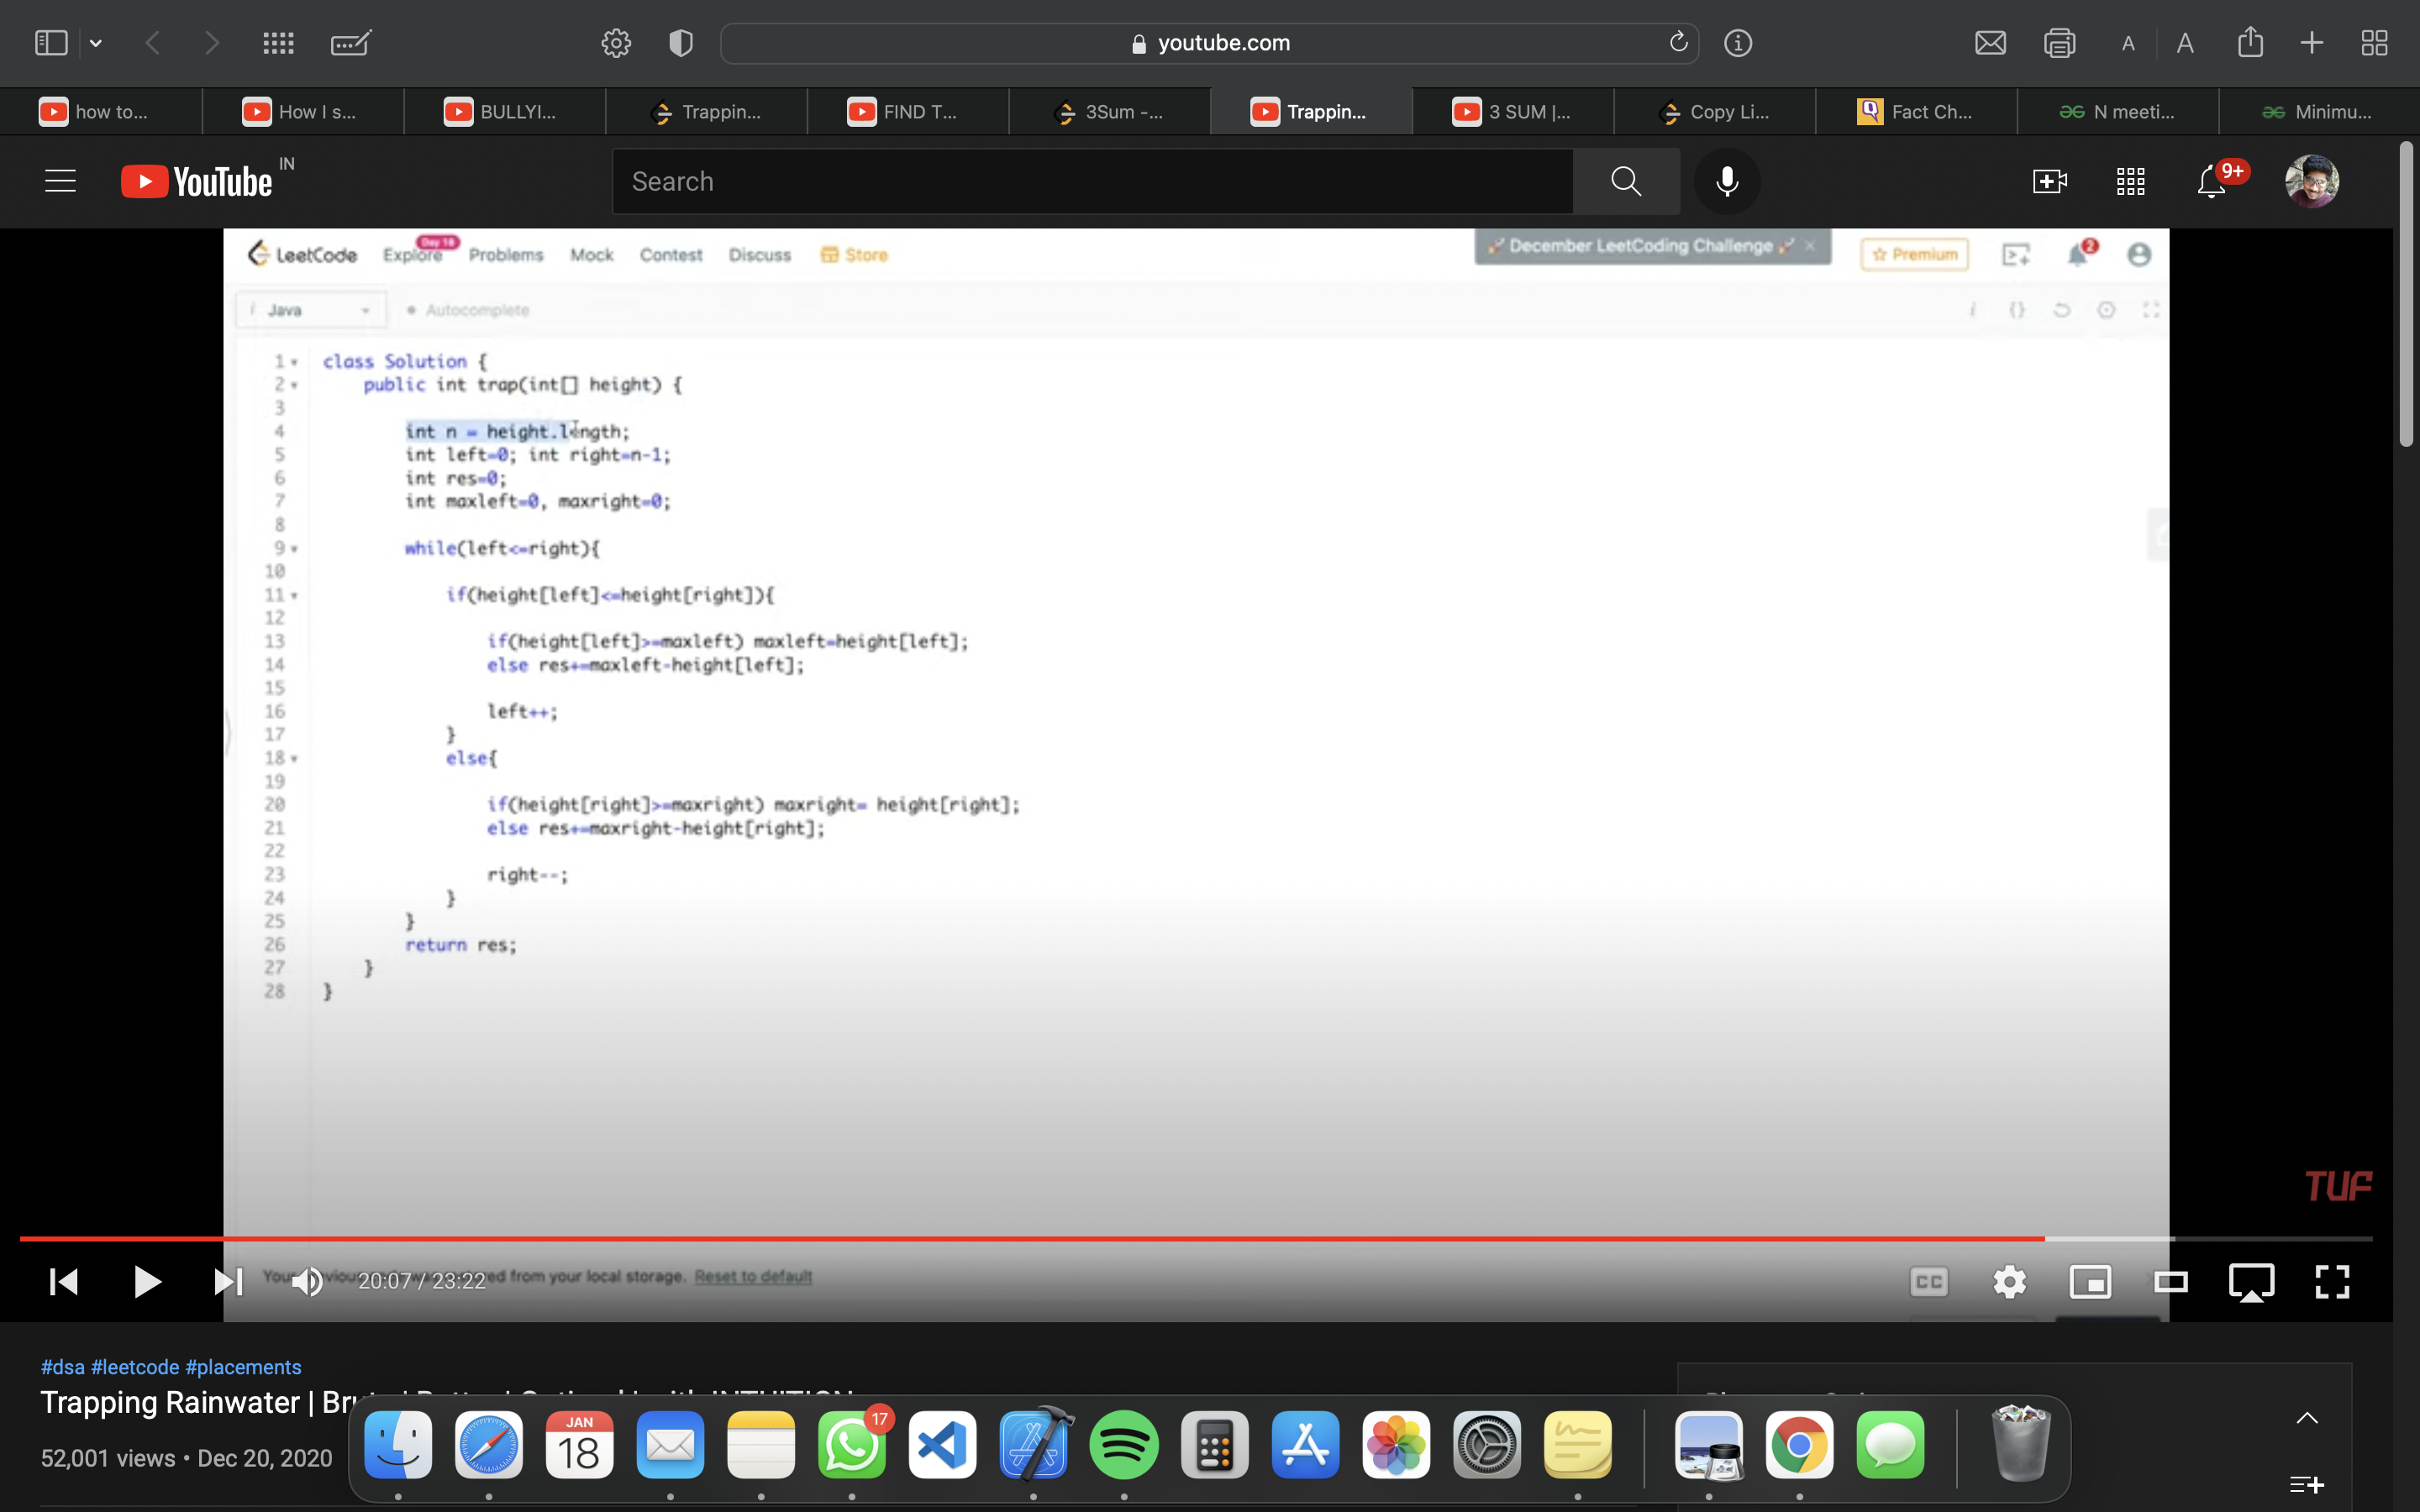 youtube.com
A A
how to...
How I s...
BULLYI...
Trappin...
FIND T...
3Sum -...
Trappin...
3 SUM |...
Copy Li...
Fact Ch...
N meeti...
Minimu...
YouTube IN
Search
9+
LeetCode Explore Day 18 Problems Mock Contest Discuss Store
December LeetCoding Challenge
Premium
2
i Java
Autocomplete
1 class Solution {
2 public int trap(int[] height) {
3
4 int n = height.length;
5 int left=0; int right=n-1;
6 int res=0;
7 int maxleft=0, maxright=0;
8
9 while(left<=right){
10
11 if(height[left]<=height[right]){
12
13 if(height[left]>=maxleft) maxleft=height[left];
14 else res+=maxleft-height[left];
15
16 left++;
17 }
18 else{
19
20 if(height[right]>=maxright) maxright= height[right];
21 else res+=maxright-height[right];
22
23 right--;
24 }
25 }
26 return res;
27 }
28 }
TUF
from your local storage. Reset to default
20:07 / 23:22
CC
#dsa #leetcode #placements
Trapping Rainwater |
52,001 views • Dec 20, 2020
JAN
18
17